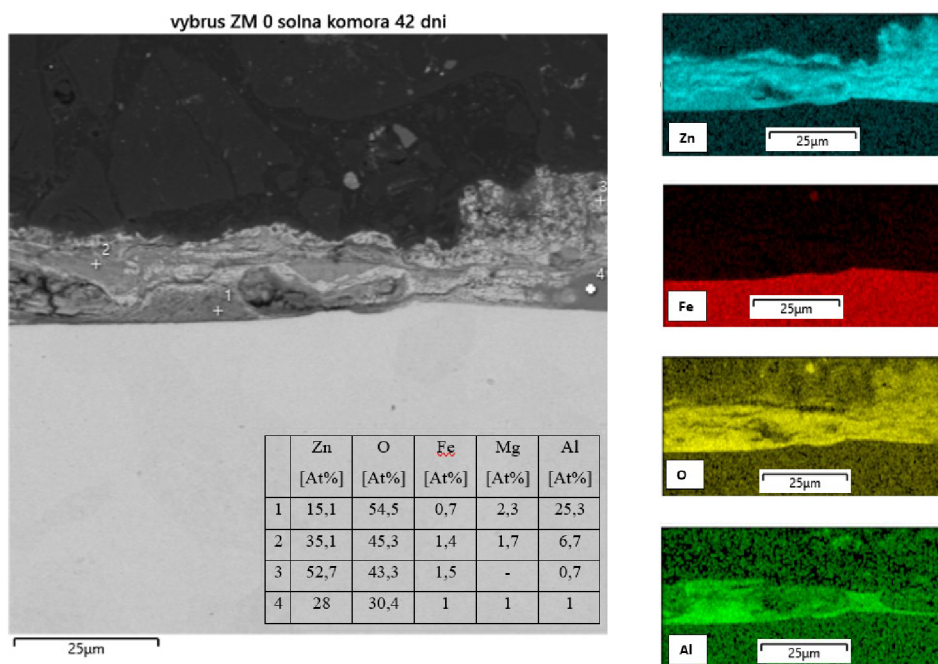 vybrus ZM 0 solna komora 42 dni
3
2
4
1
Zn O Fe Mg Al
[At%] [At%] [At%] [At%] [At%]
1 15,1 54,5 0,7 2,3 25,3
2 35,1 45,3 1,4 1,7 6,7
3 52,7 43,3 1,5 - 0,7
4 28 30,4 1 1 1
25µm
Zn
25µm
Fe
25µm
O
25µm
Al
25µm